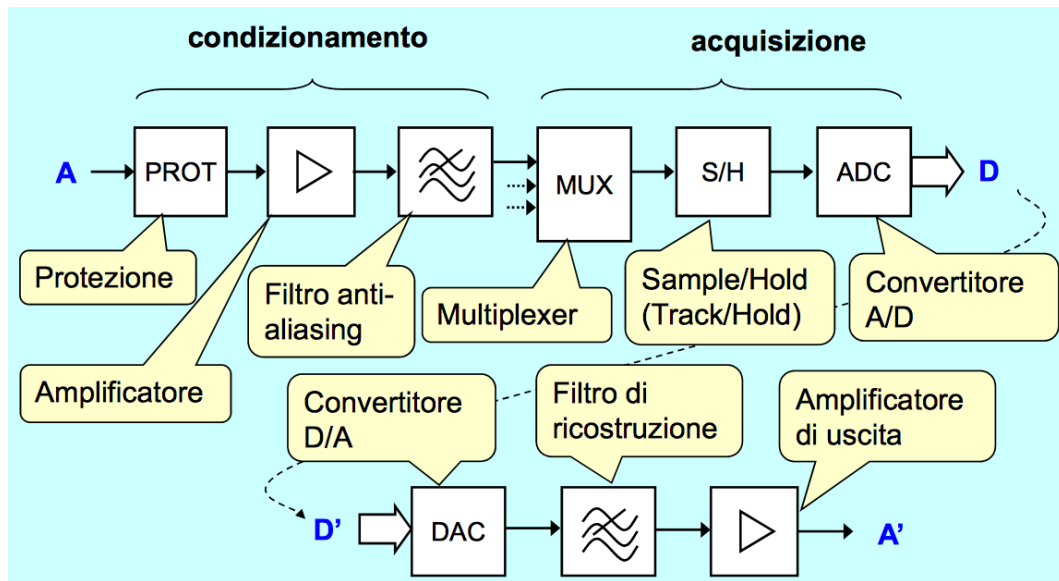 condizionamento
acquisizione
A
PROT
MUX
S/H
ADC
D
Protezione
Filtro anti-
aliasing
Multiplexer
Sample/Hold
(Track/Hold)
Convertitore
A/D
Amplificatore
Convertitore
D/A
Filtro di
ricostruzione
Amplificatore
di uscita
D'
DAC
A'